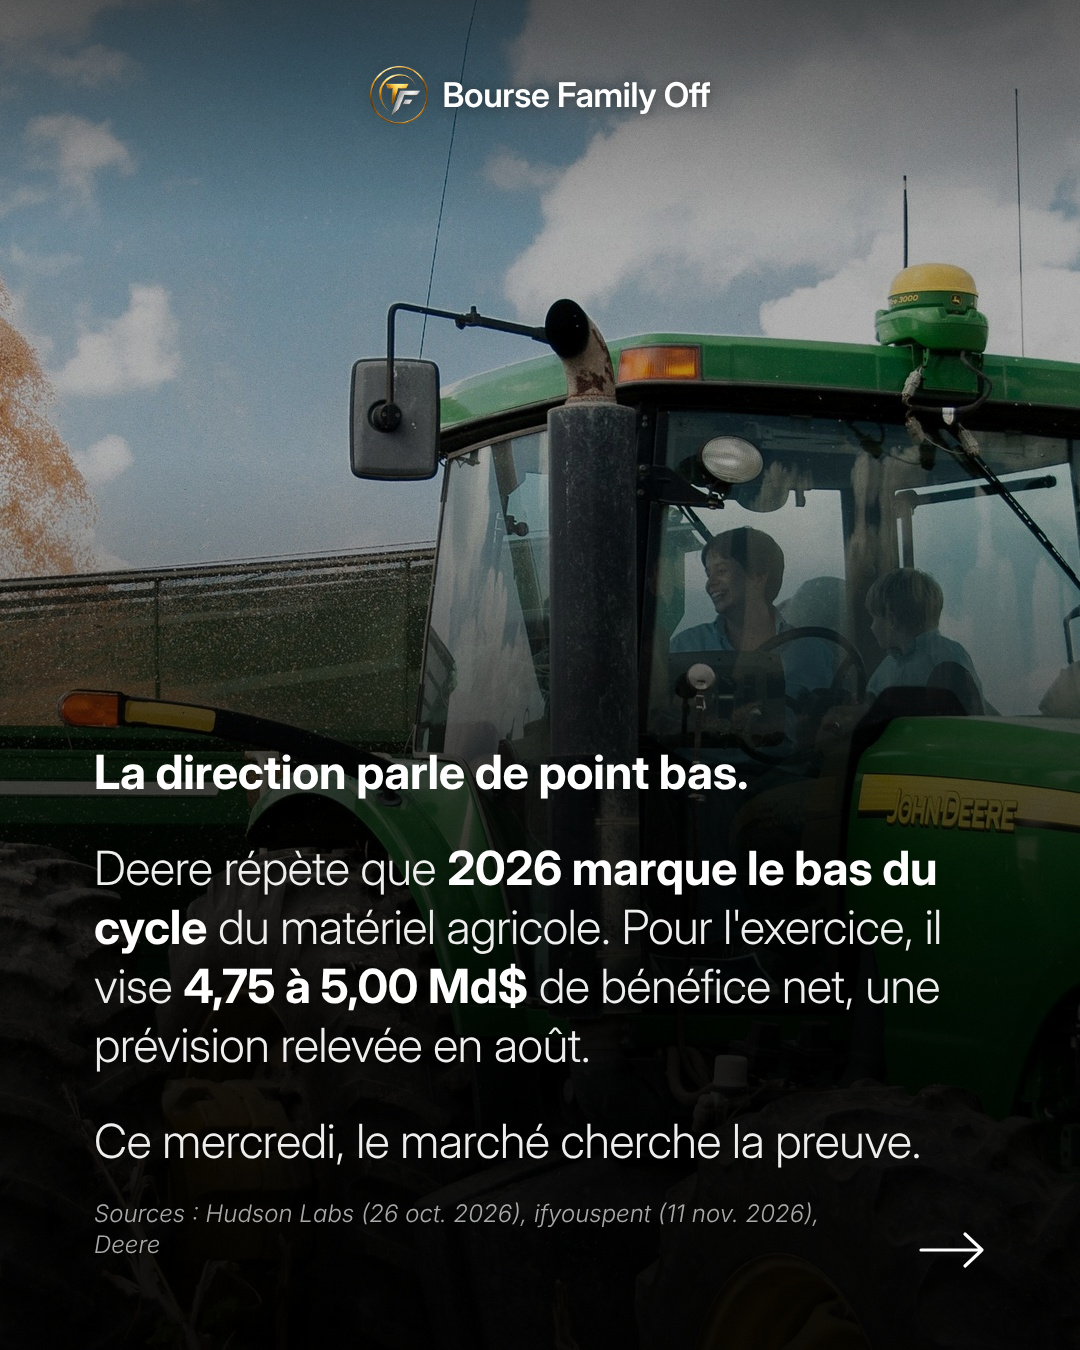 Bourse Family Off
JOHN DEERE
La direction parle de point bas.
Deere répète que 2026 marque le bas du
cycle du matériel agricole. Pour l'exercice, il
vise 4,75 à 5,00 Md$ de bénéfice net, une
prévision relevée en août.
Ce mercredi, le marché cherche la preuve.
Sources : Hudson Labs (26 oct. 2026), ifyouspent (11 nov. 2026),
Deere